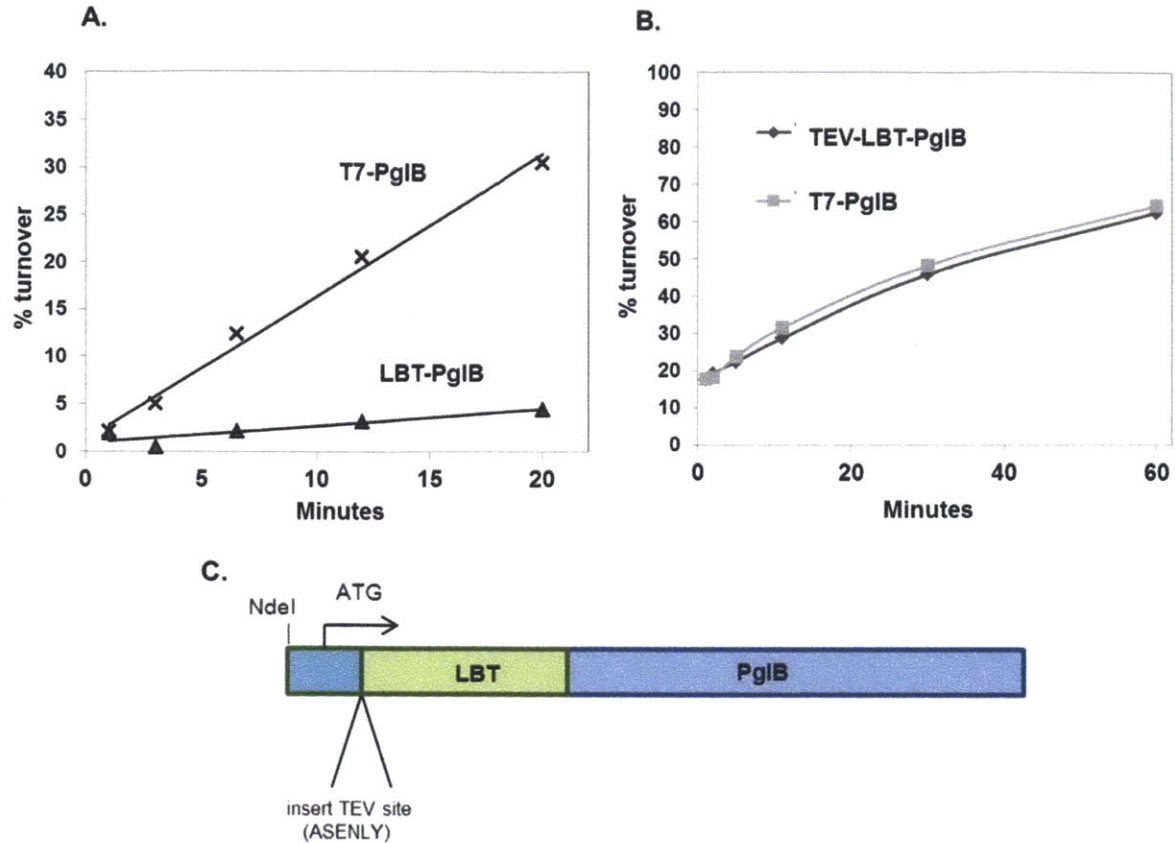 A.
40
35
30
25
20
15
10
5
0
% turnover
T7-PglB
LBT-PglB
0 5 10 15 20
Minutes
B.
100
90
80
70
60
50
40
30
20
10
0
% turnover
TEV-LBT-PglB
T7-PglB
0 20 40 60
Minutes
C.
NdeI
ATG
LBT
PglB
insert TEV site
(ASENLY)